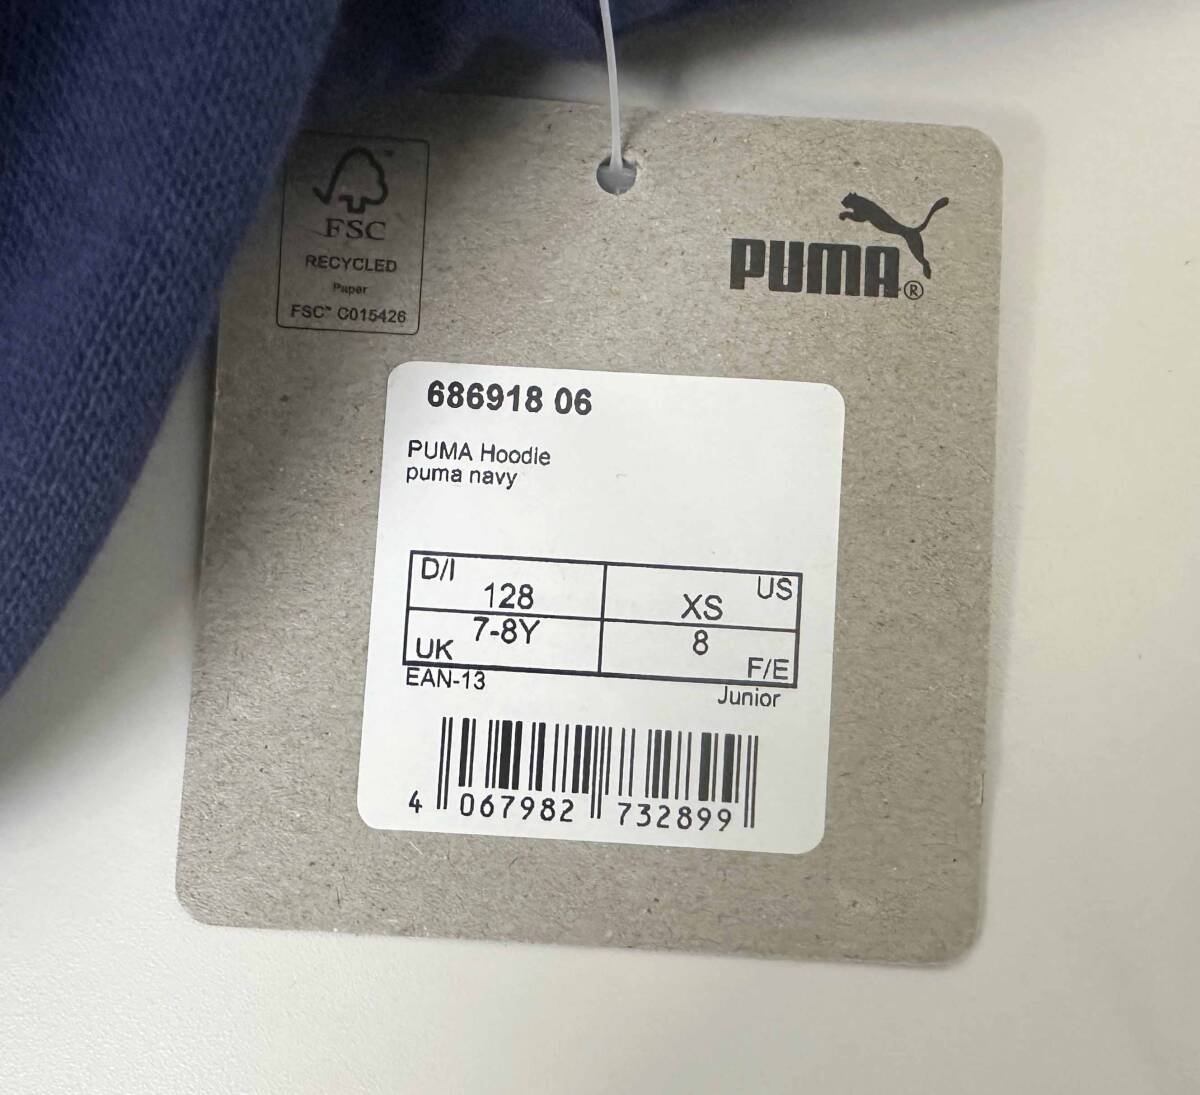 FSC
RECYCLED
Paper
FSC™ C015426
PUMA®
686918 06
PUMA Hoodie
puma navy
D/I 128 XS US
UK 7-8Y 8 F/E
EAN-13 Junior
4 067982 732899